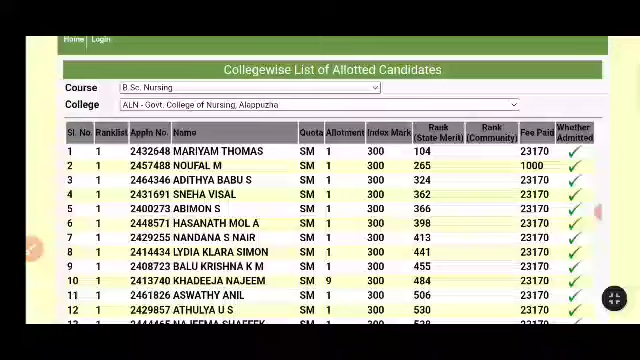 Home | Login
Collegewise List of Allotted Candidates
Course B.Sc. Nursing
College ALN - Govt. College of Nursing, Alappuzha
Sl. No. Ranklist Appln No. Name Quota Allotment Index Mark Rank (State Merit) Rank (Community) Fee Paid Whether Admitted
1 1 2432648 MARIYAM THOMAS SM 1 300 104 23170
2 1 2457488 NOUFAL M SM 1 300 265 1000
3 1 2464346 ADITHYA BABU S SM 1 300 324 23170
4 1 2431691 SNEHA VISAL SM 1 300 362 23170
5 1 2400273 ABIMON S SM 1 300 366 23170
6 1 2448571 HASANATH MOL A SM 1 300 398 23170
7 1 2429255 NANDANA S NAIR SM 1 300 413 23170
8 1 2414434 LYDIA KLARA SIMON SM 1 300 441 23170
9 1 2408723 BALU KRISHNA K M SM 1 300 455 23170
10 1 2413740 KHADEEJA NAJEEM SM 9 300 484 23170
11 1 2461826 ASWATHY ANIL SM 1 300 506 23170
12 1 2429857 ATHULYA U S SM 1 300 530 23170